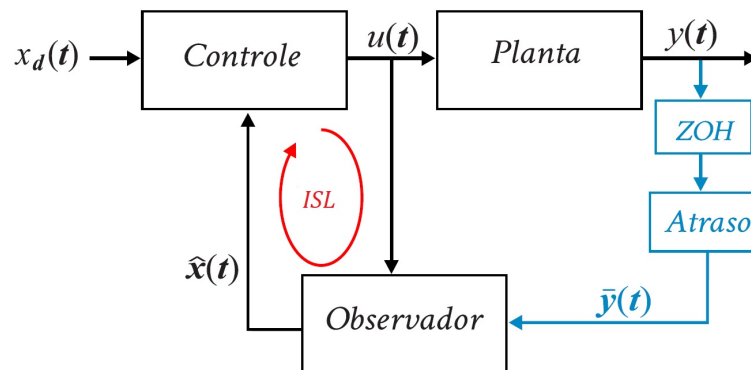 x_d(t)
Controle
u(t)
Planta
y(t)
ZOH
Atraso
ISL
x̂(t)
ȳ(t)
Observador